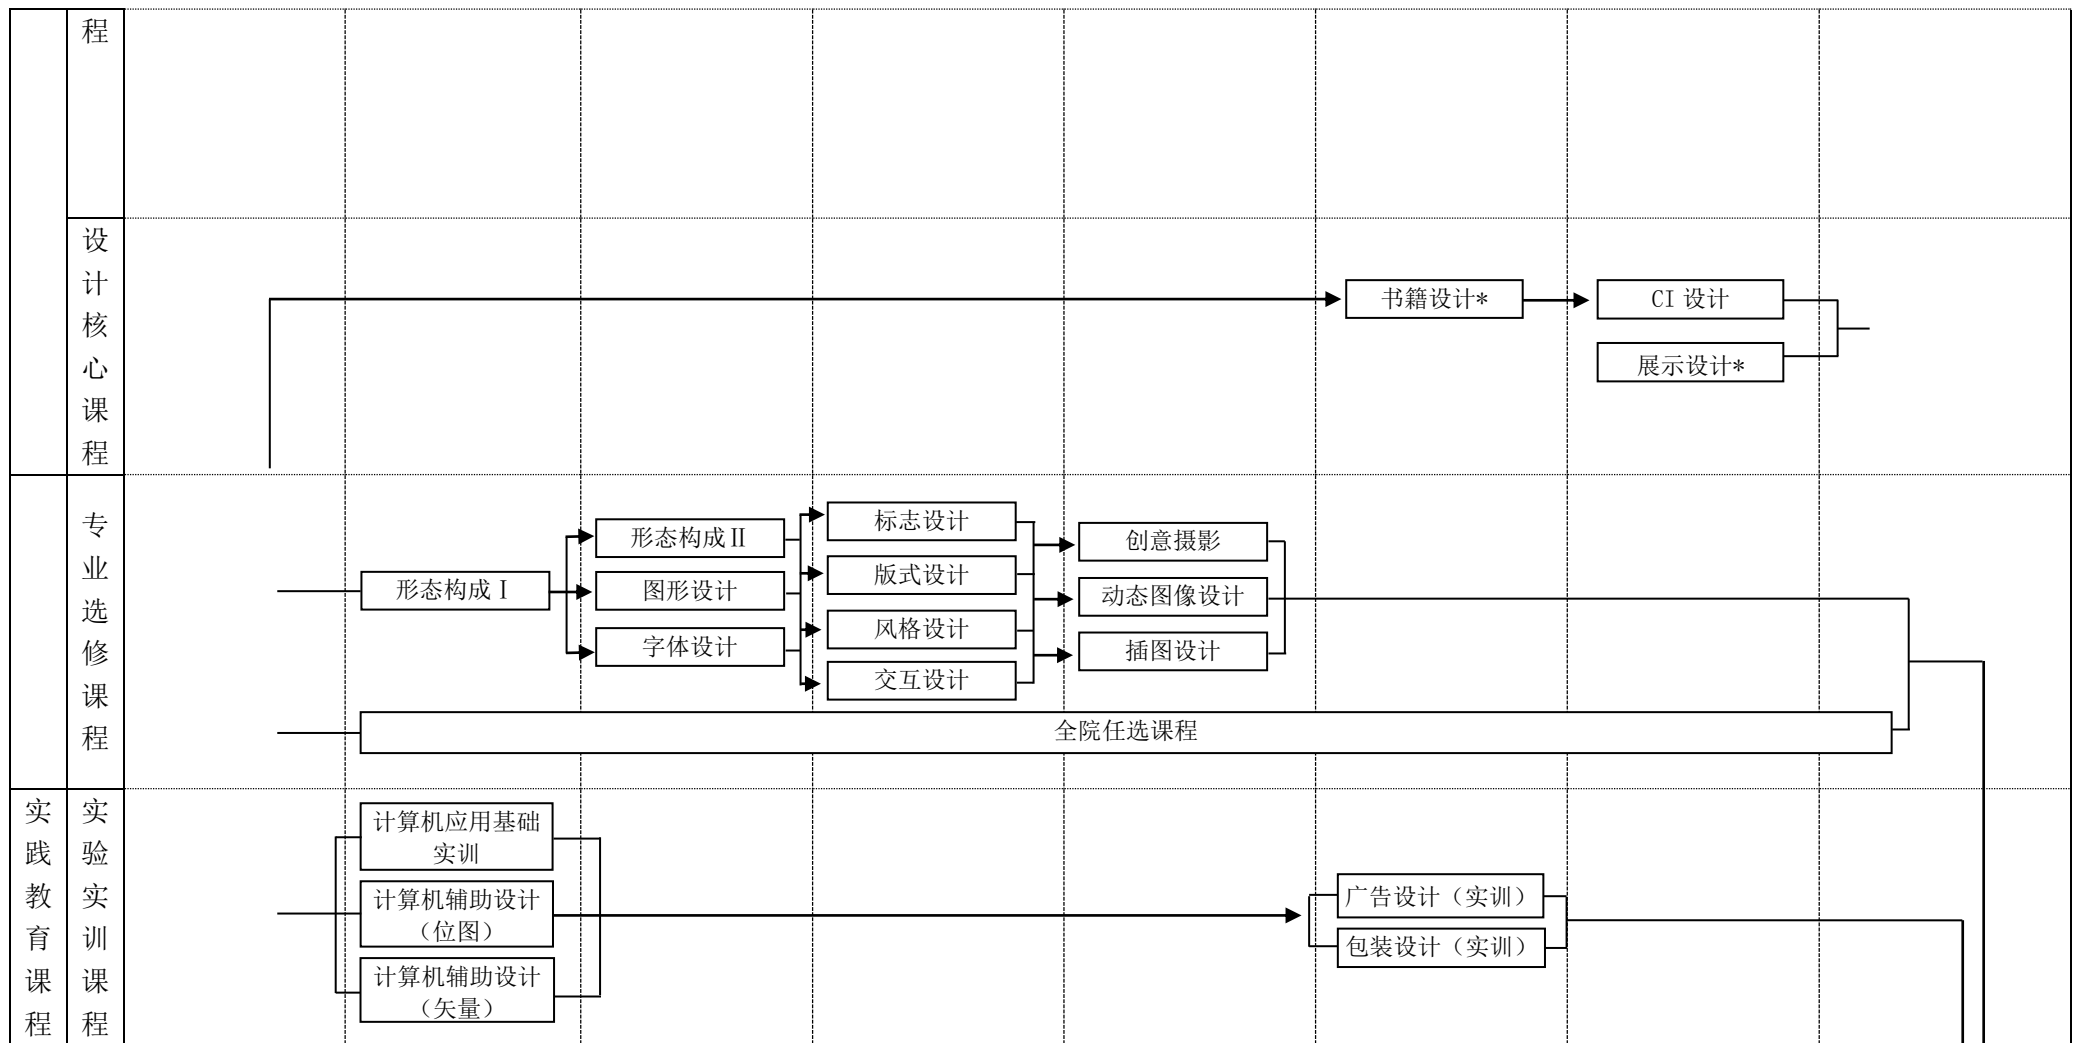 程
设计核心课程
书籍设计*
CI 设计
展示设计*
专业选修课程
形态构成Ⅰ
形态构成Ⅱ
图形设计
字体设计
标志设计
版式设计
风格设计
交互设计
创意摄影
动态图像设计
插图设计
全院任选课程
实践教育课程
实验实训课程
计算机应用基础
实训
计算机辅助设计
（位图）
计算机辅助设计
（矢量）
广告设计（实训）
包装设计（实训）